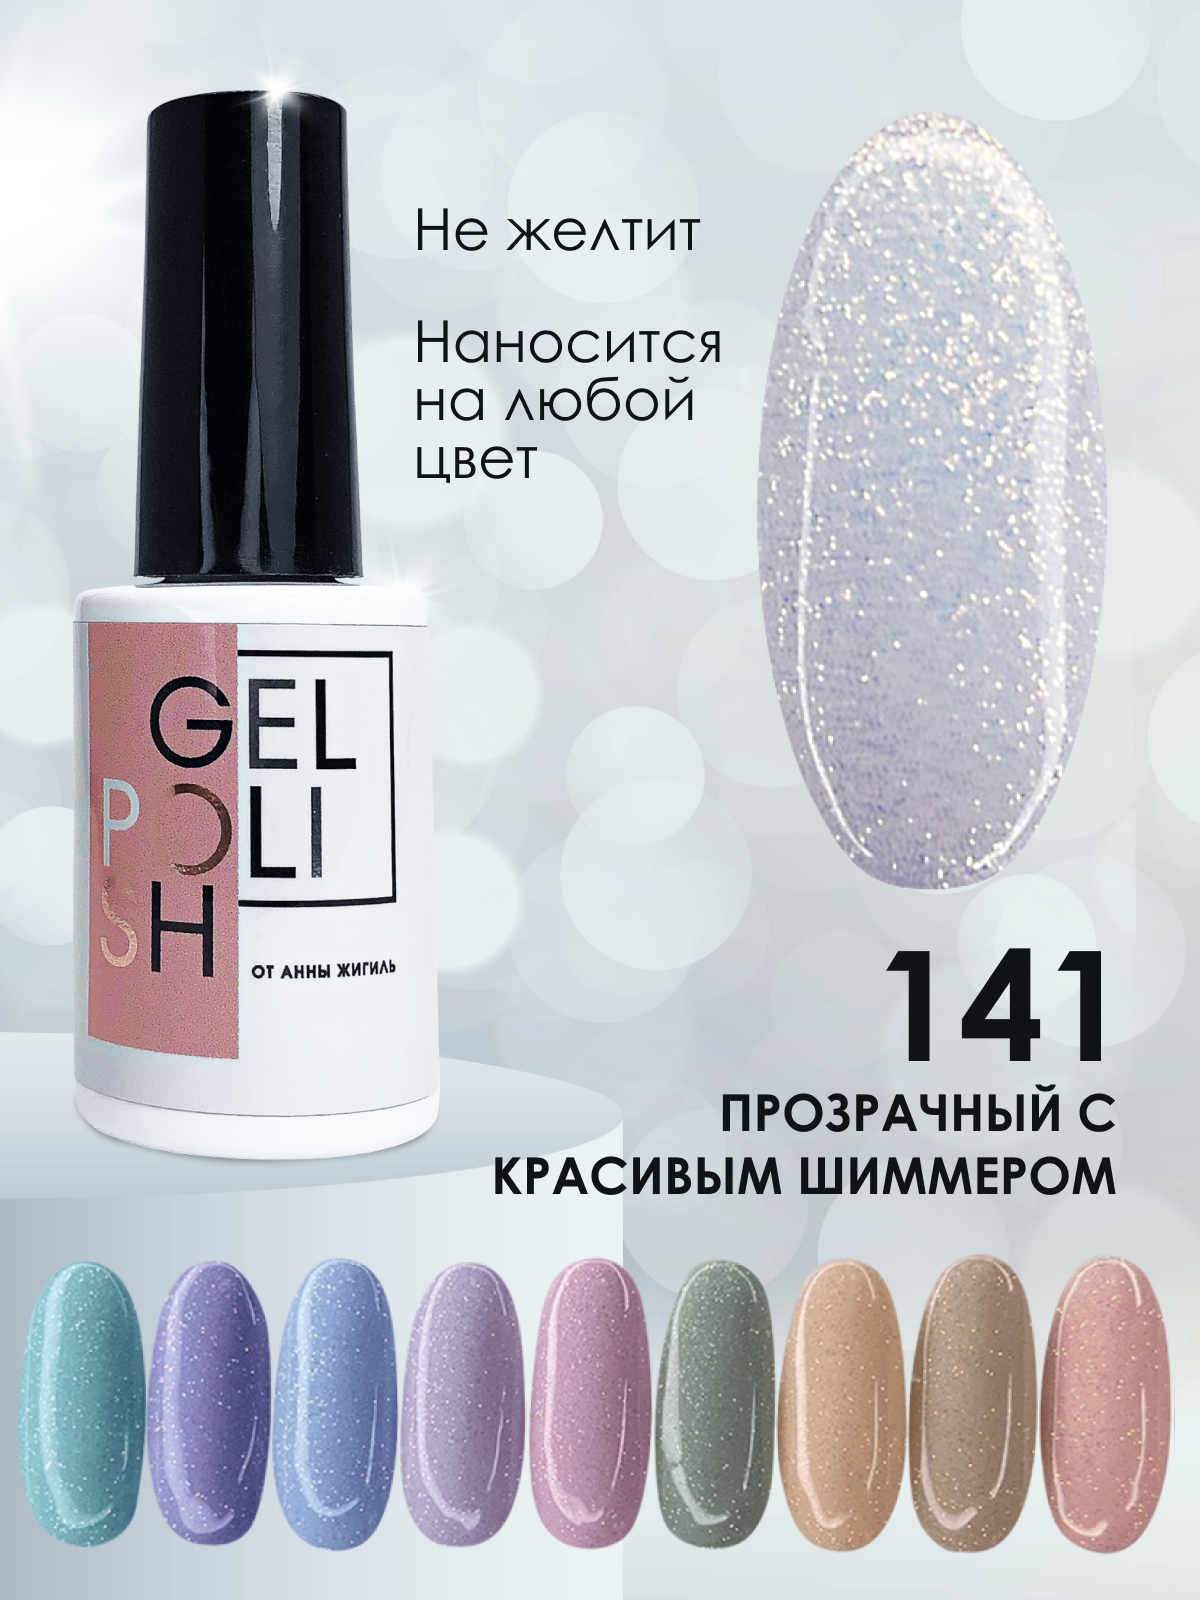 Не желтит
Наносится
на любой
цвет
GEL
POLI
SH
ОТ АННЫ ЖИГИЛЬ
141
ПРОЗРАЧНЫЙ С
КРАСИВЫМ ШИММЕРОМ